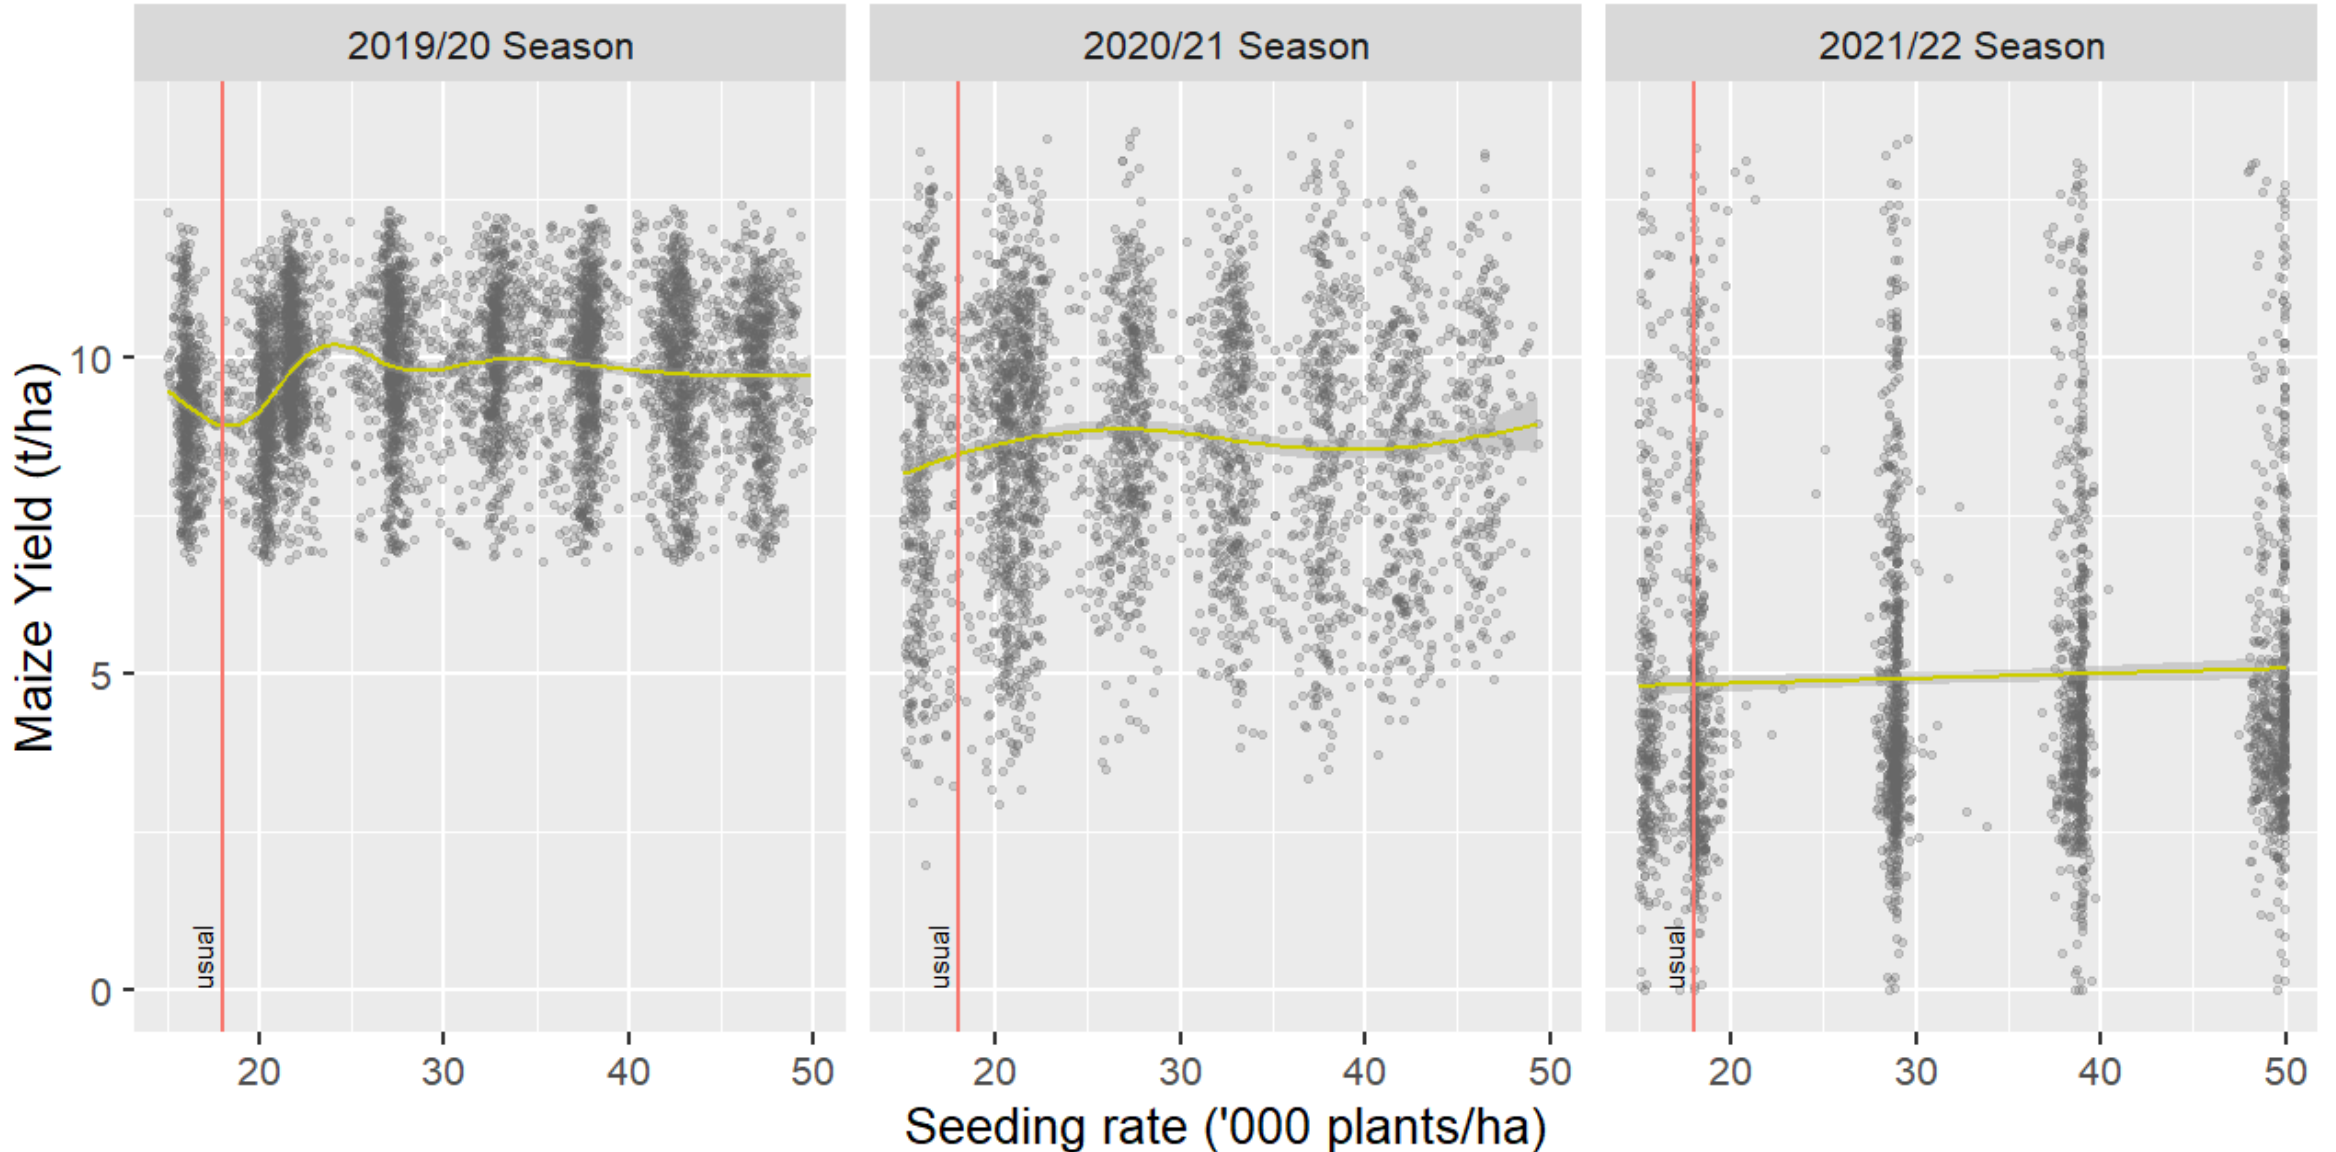 2019/20 Season 2020/21 Season 2021/22 Season
Maize Yield (t/ha)
10
5
0
usual usual usual
20 30 40 50 20 30 40 50 20 30 40 50
Seeding rate ('000 plants/ha)